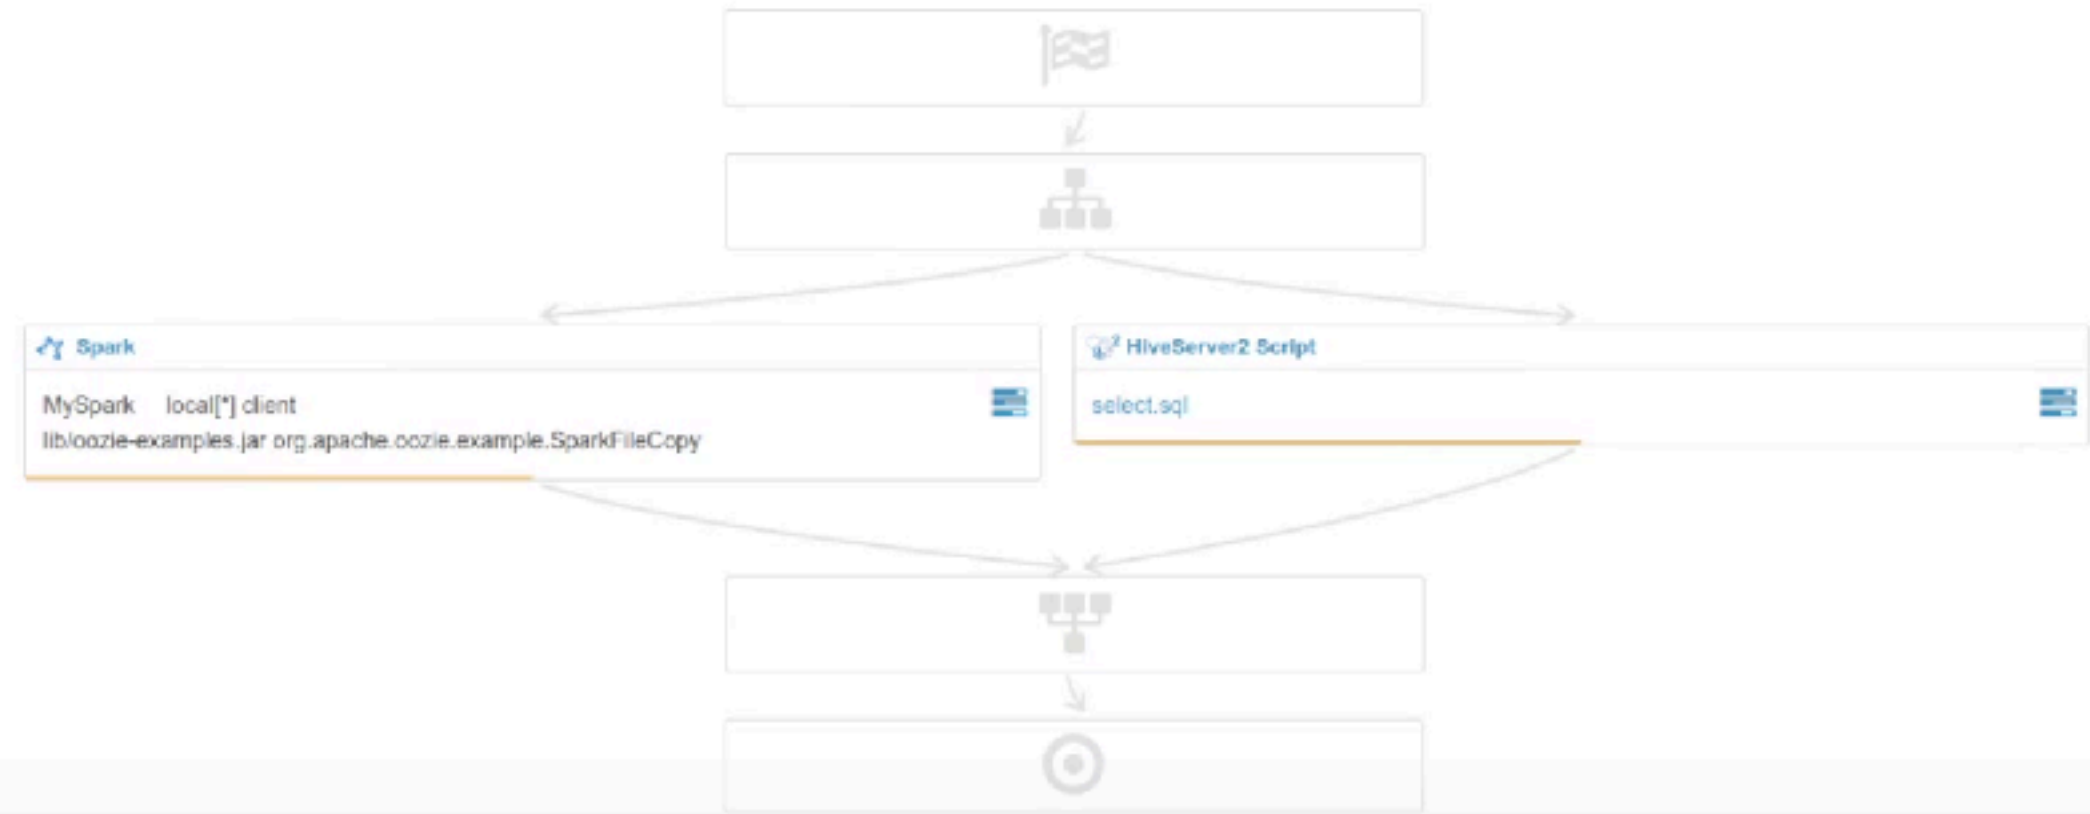 Spark
MySpark local[*] client
lib/oozie-examples.jar org.apache.oozie.example.SparkFileCopy
HiveServer2 Script
select.sql